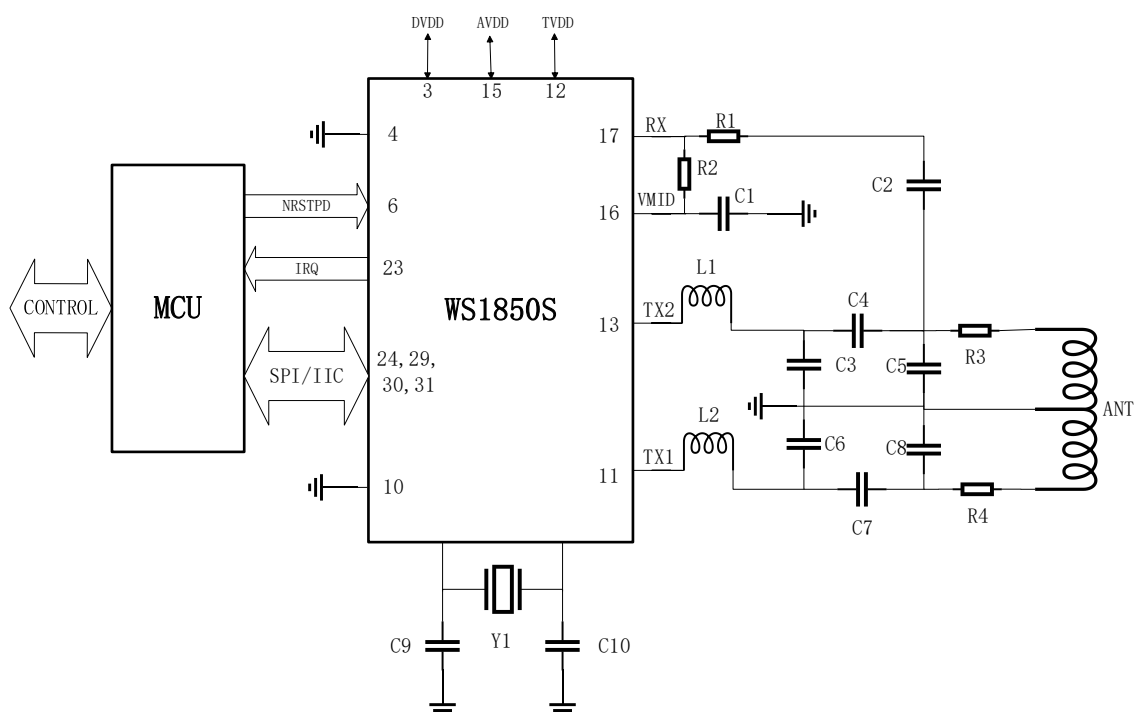 DVDD AVDD TVDD
3 15 12
4
17 RX R1
R2
C2
NRSTPD
6
16 VMID C1
IRQ
23
CONTROL
MCU
WS1850S
L1
13 TX2
C4
R3
24, 29,
30, 31
SPI/IIC
C3
C5
ANT
L2
C6
C8
11 TX1
10
C7
R4
C9
Y1
C10